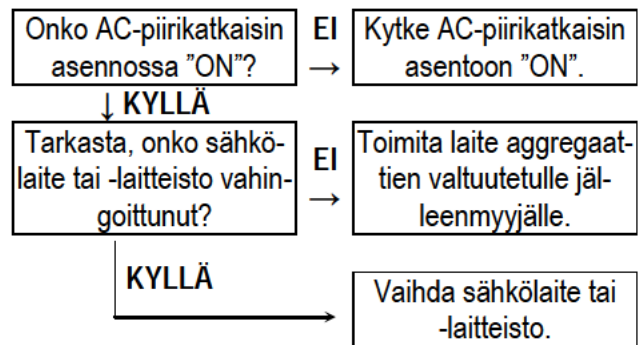 Onko AC-piirikatkaisin
asennossa ”ON”?
EI
→
Kytke AC-piirikatkaisin
asentoon ”ON”.
↓ KYLLÄ
Tarkasta, onko sähkö-
laite tai -laitteisto vahin-
goittunut?
EI
→
Toimita laite aggregaat-
tien valtuutetulle jäl-
leenmyyjälle.
KYLLÄ
Vaihda sähkölaite tai
-laitteisto.